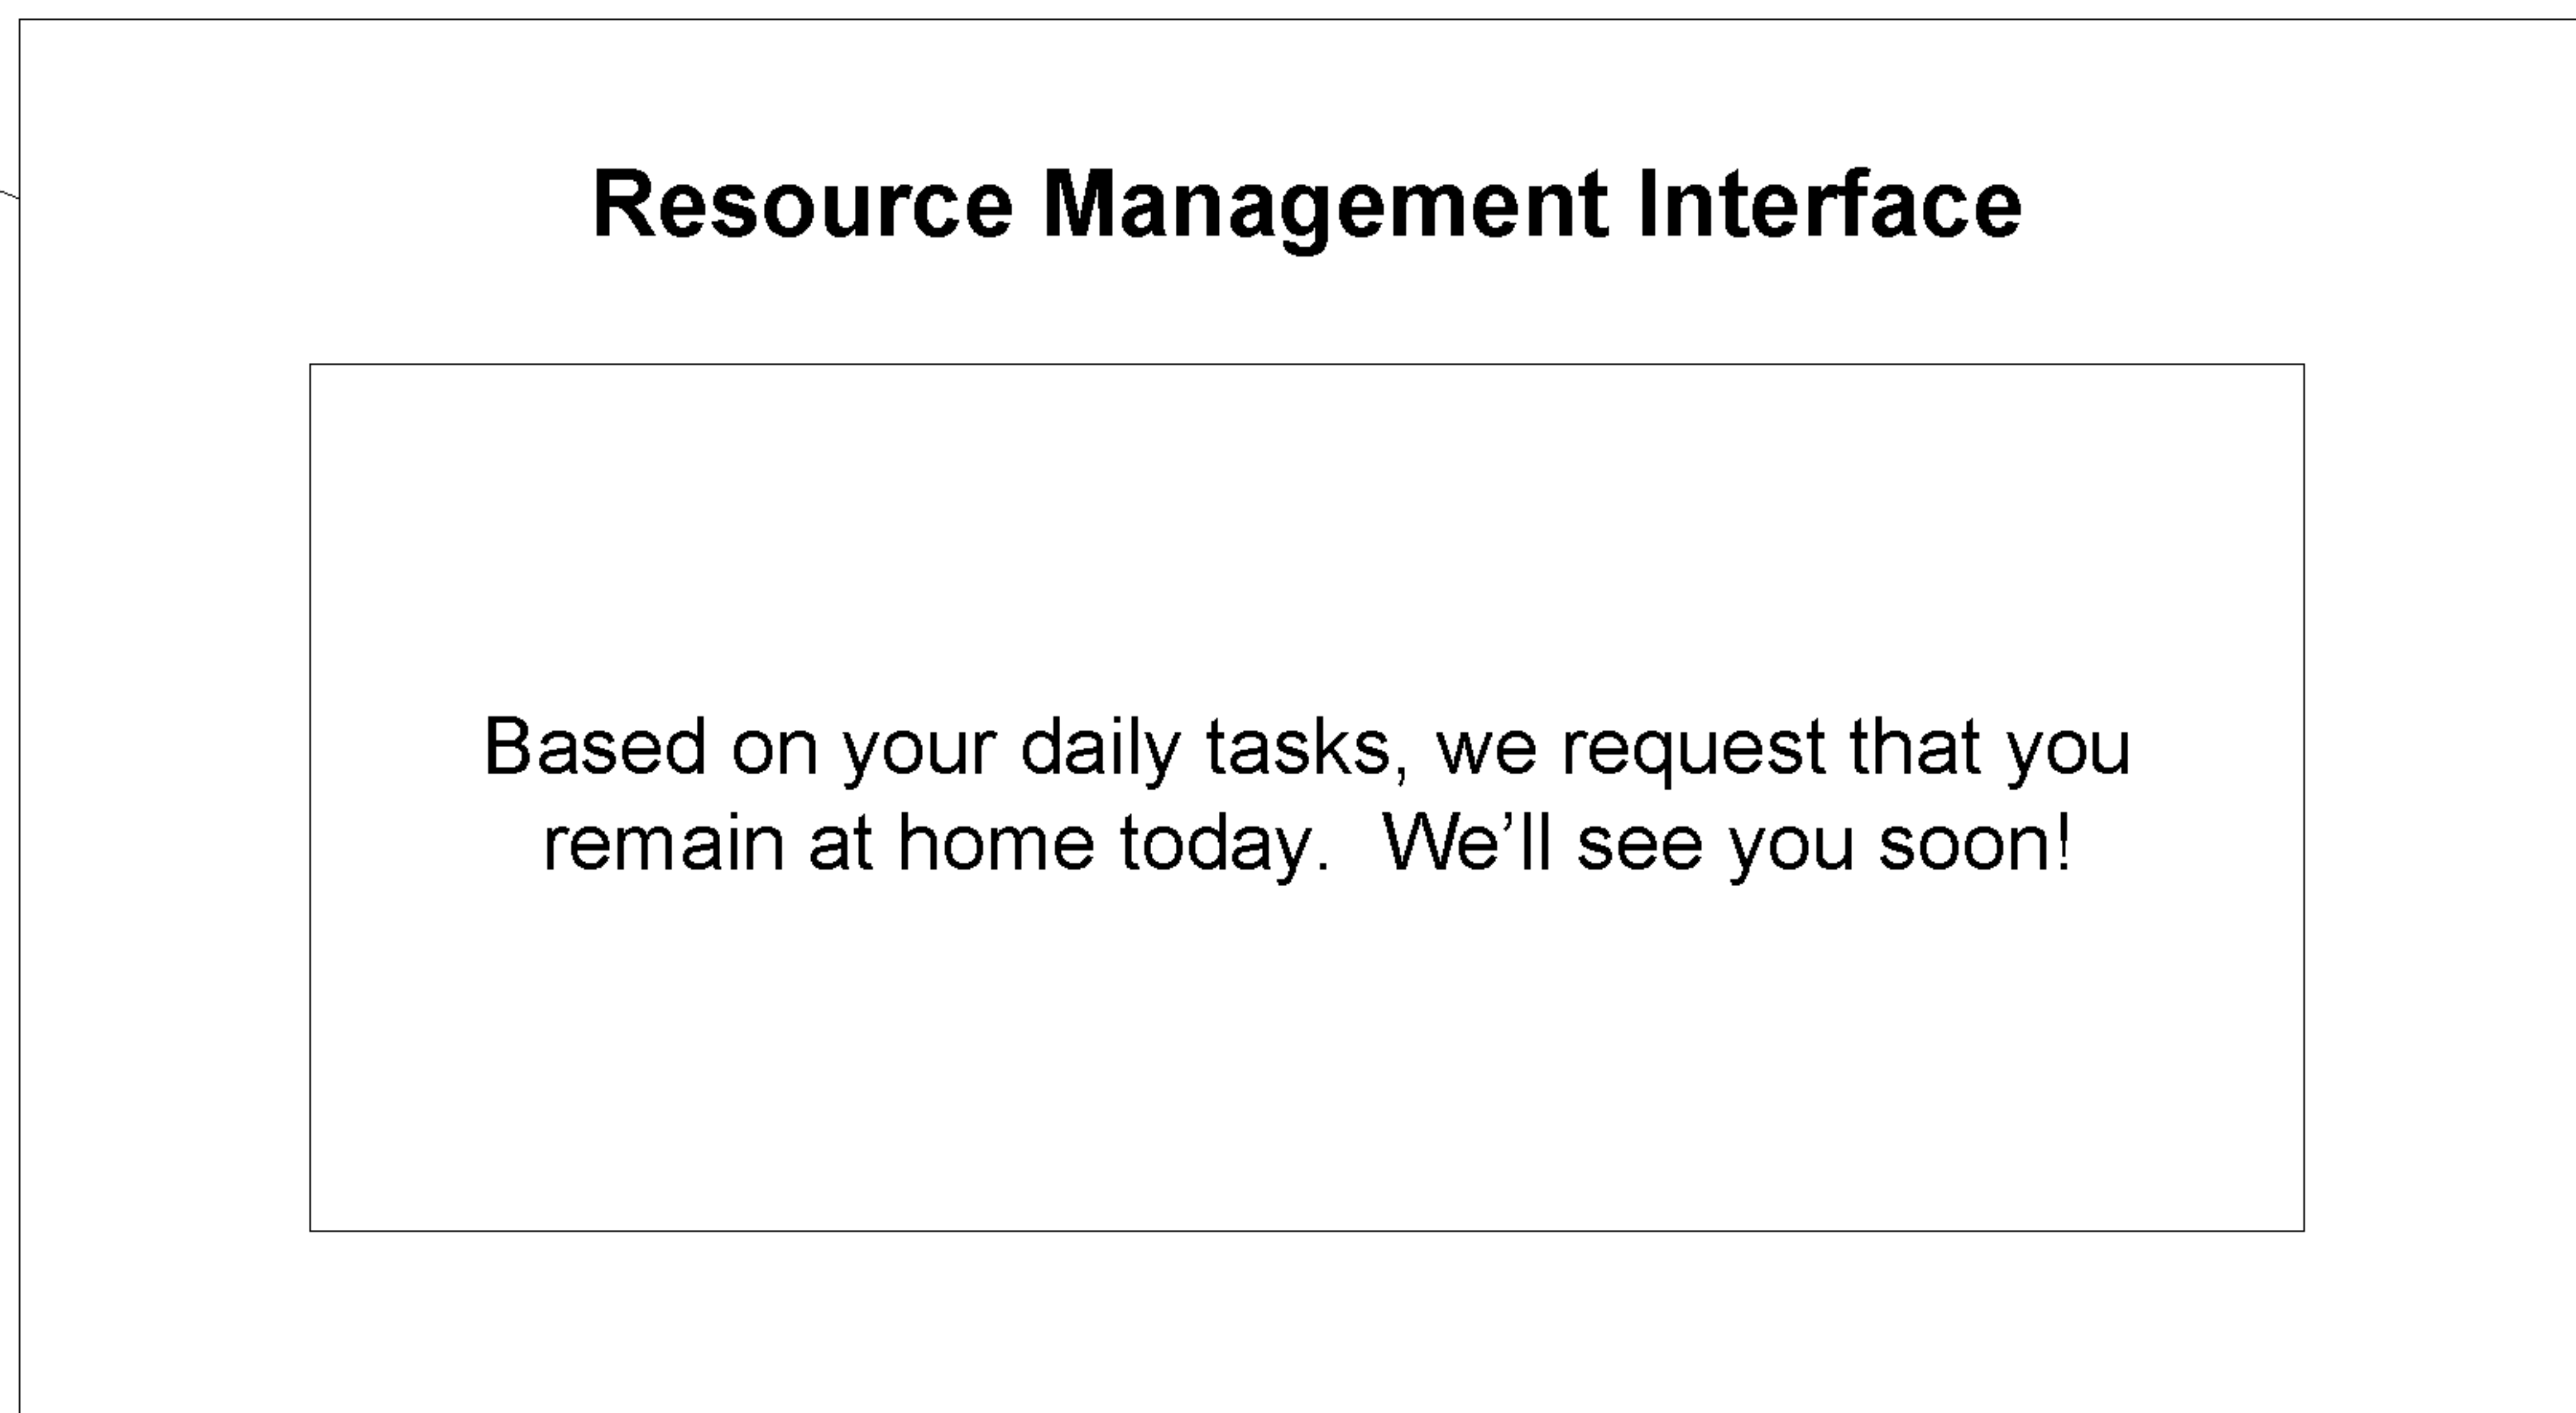 Resource Management Interface
Based on your daily tasks, we request that you
remain at home today.  We’ll see you soon!